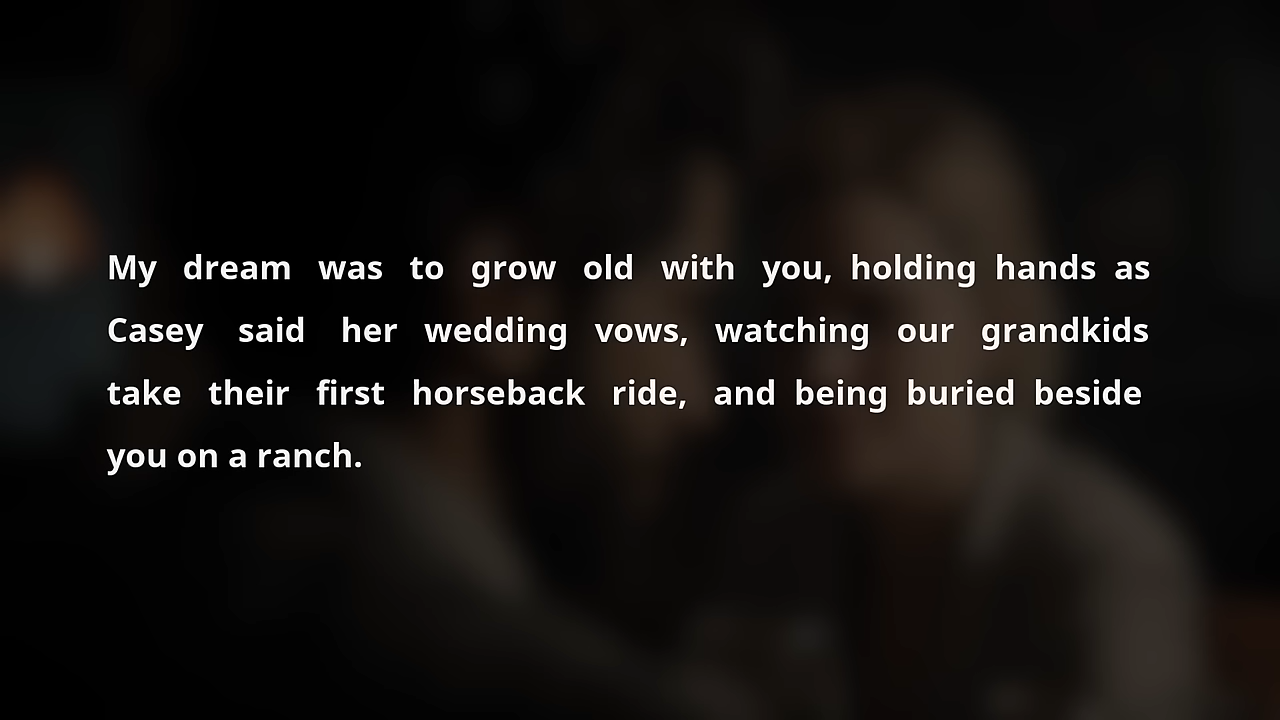 My dream was to grow old with you, holding hands as
Casey said her wedding vows, watching our grandkids
take their first horseback ride, and being buried beside
you on a ranch.